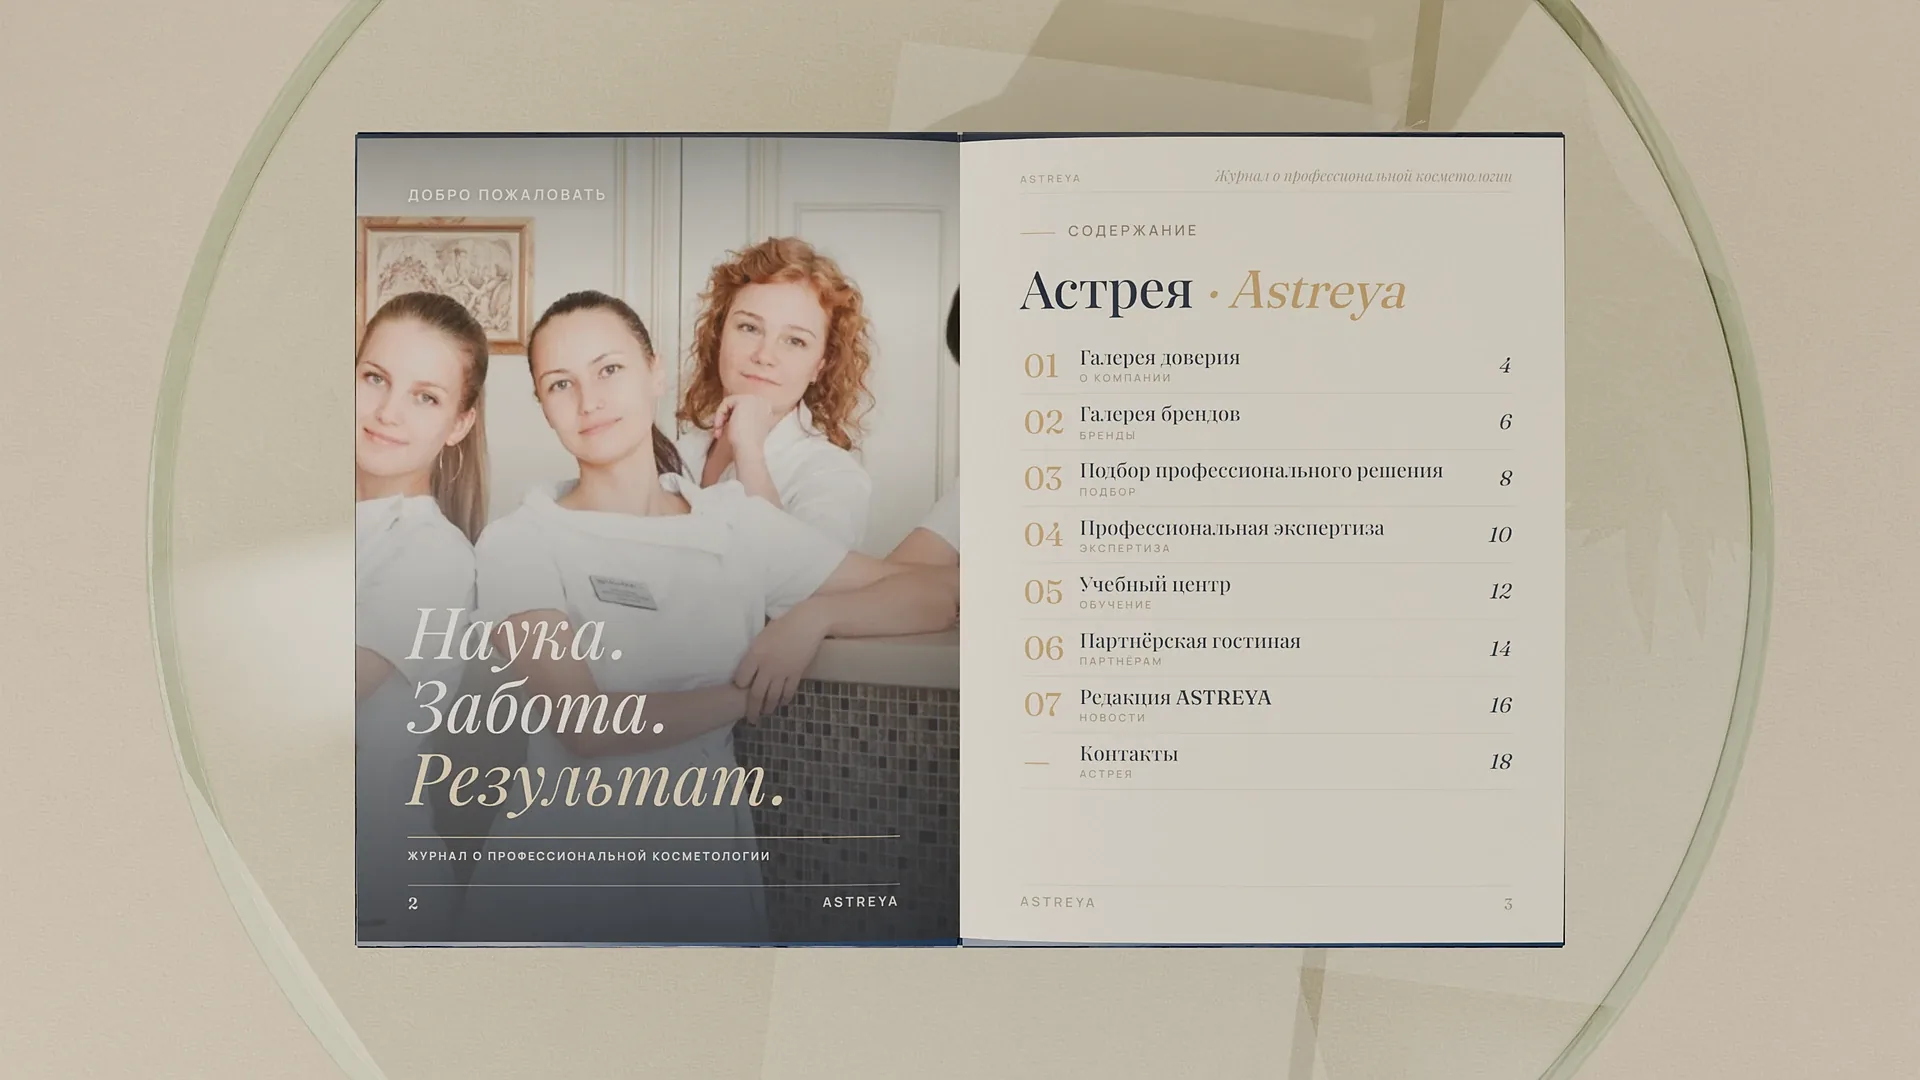 ДОБРО ПОЖАЛОВАТЬ
Наука.
Забота.
Результат.
ЖУРНАЛ О ПРОФЕССИОНАЛЬНОЙ КОСМЕТОЛОГИИ
2
ASTREYA
ASTREYA
Журнал о профессиональной косметологии
СОДЕРЖАНИЕ
Астрея · Astreya
01 Галерея доверия 4
О КОМПАНИИ
02 Галерея брендов 6
БРЕНДЫ
03 Подбор профессионального решения 8
ПОДБОР
04 Профессиональная экспертиза 10
ЭКСПЕРТИЗА
05 Учебный центр 12
ОБУЧЕНИЕ
06 Партнёрская гостиная 14
ПАРТНЁРАМ
07 Редакция ASTREYA 16
НОВОСТИ
— Контакты 18
АСТРЕЯ
ASTREYA
3